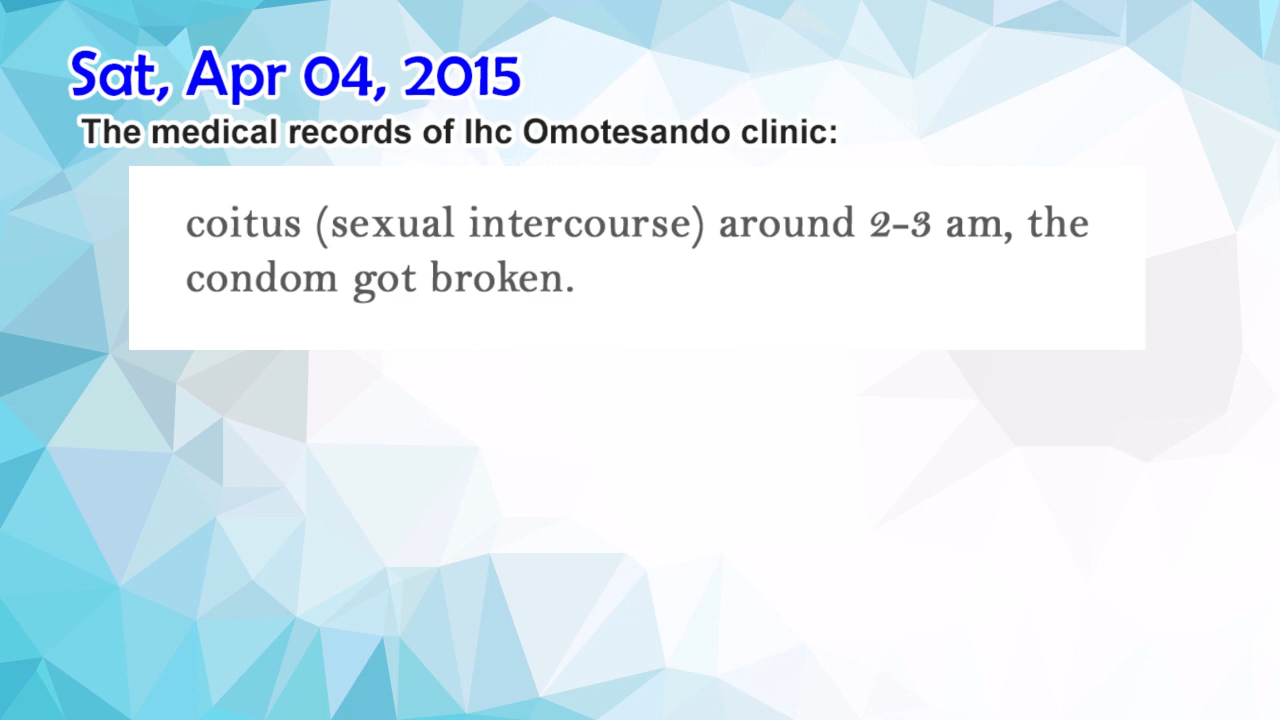 Sat, Apr 04, 2015
The medical records of Ihc Omotesando clinic:
coitus (sexual intercourse) around 2-3 am, the
condom got broken.